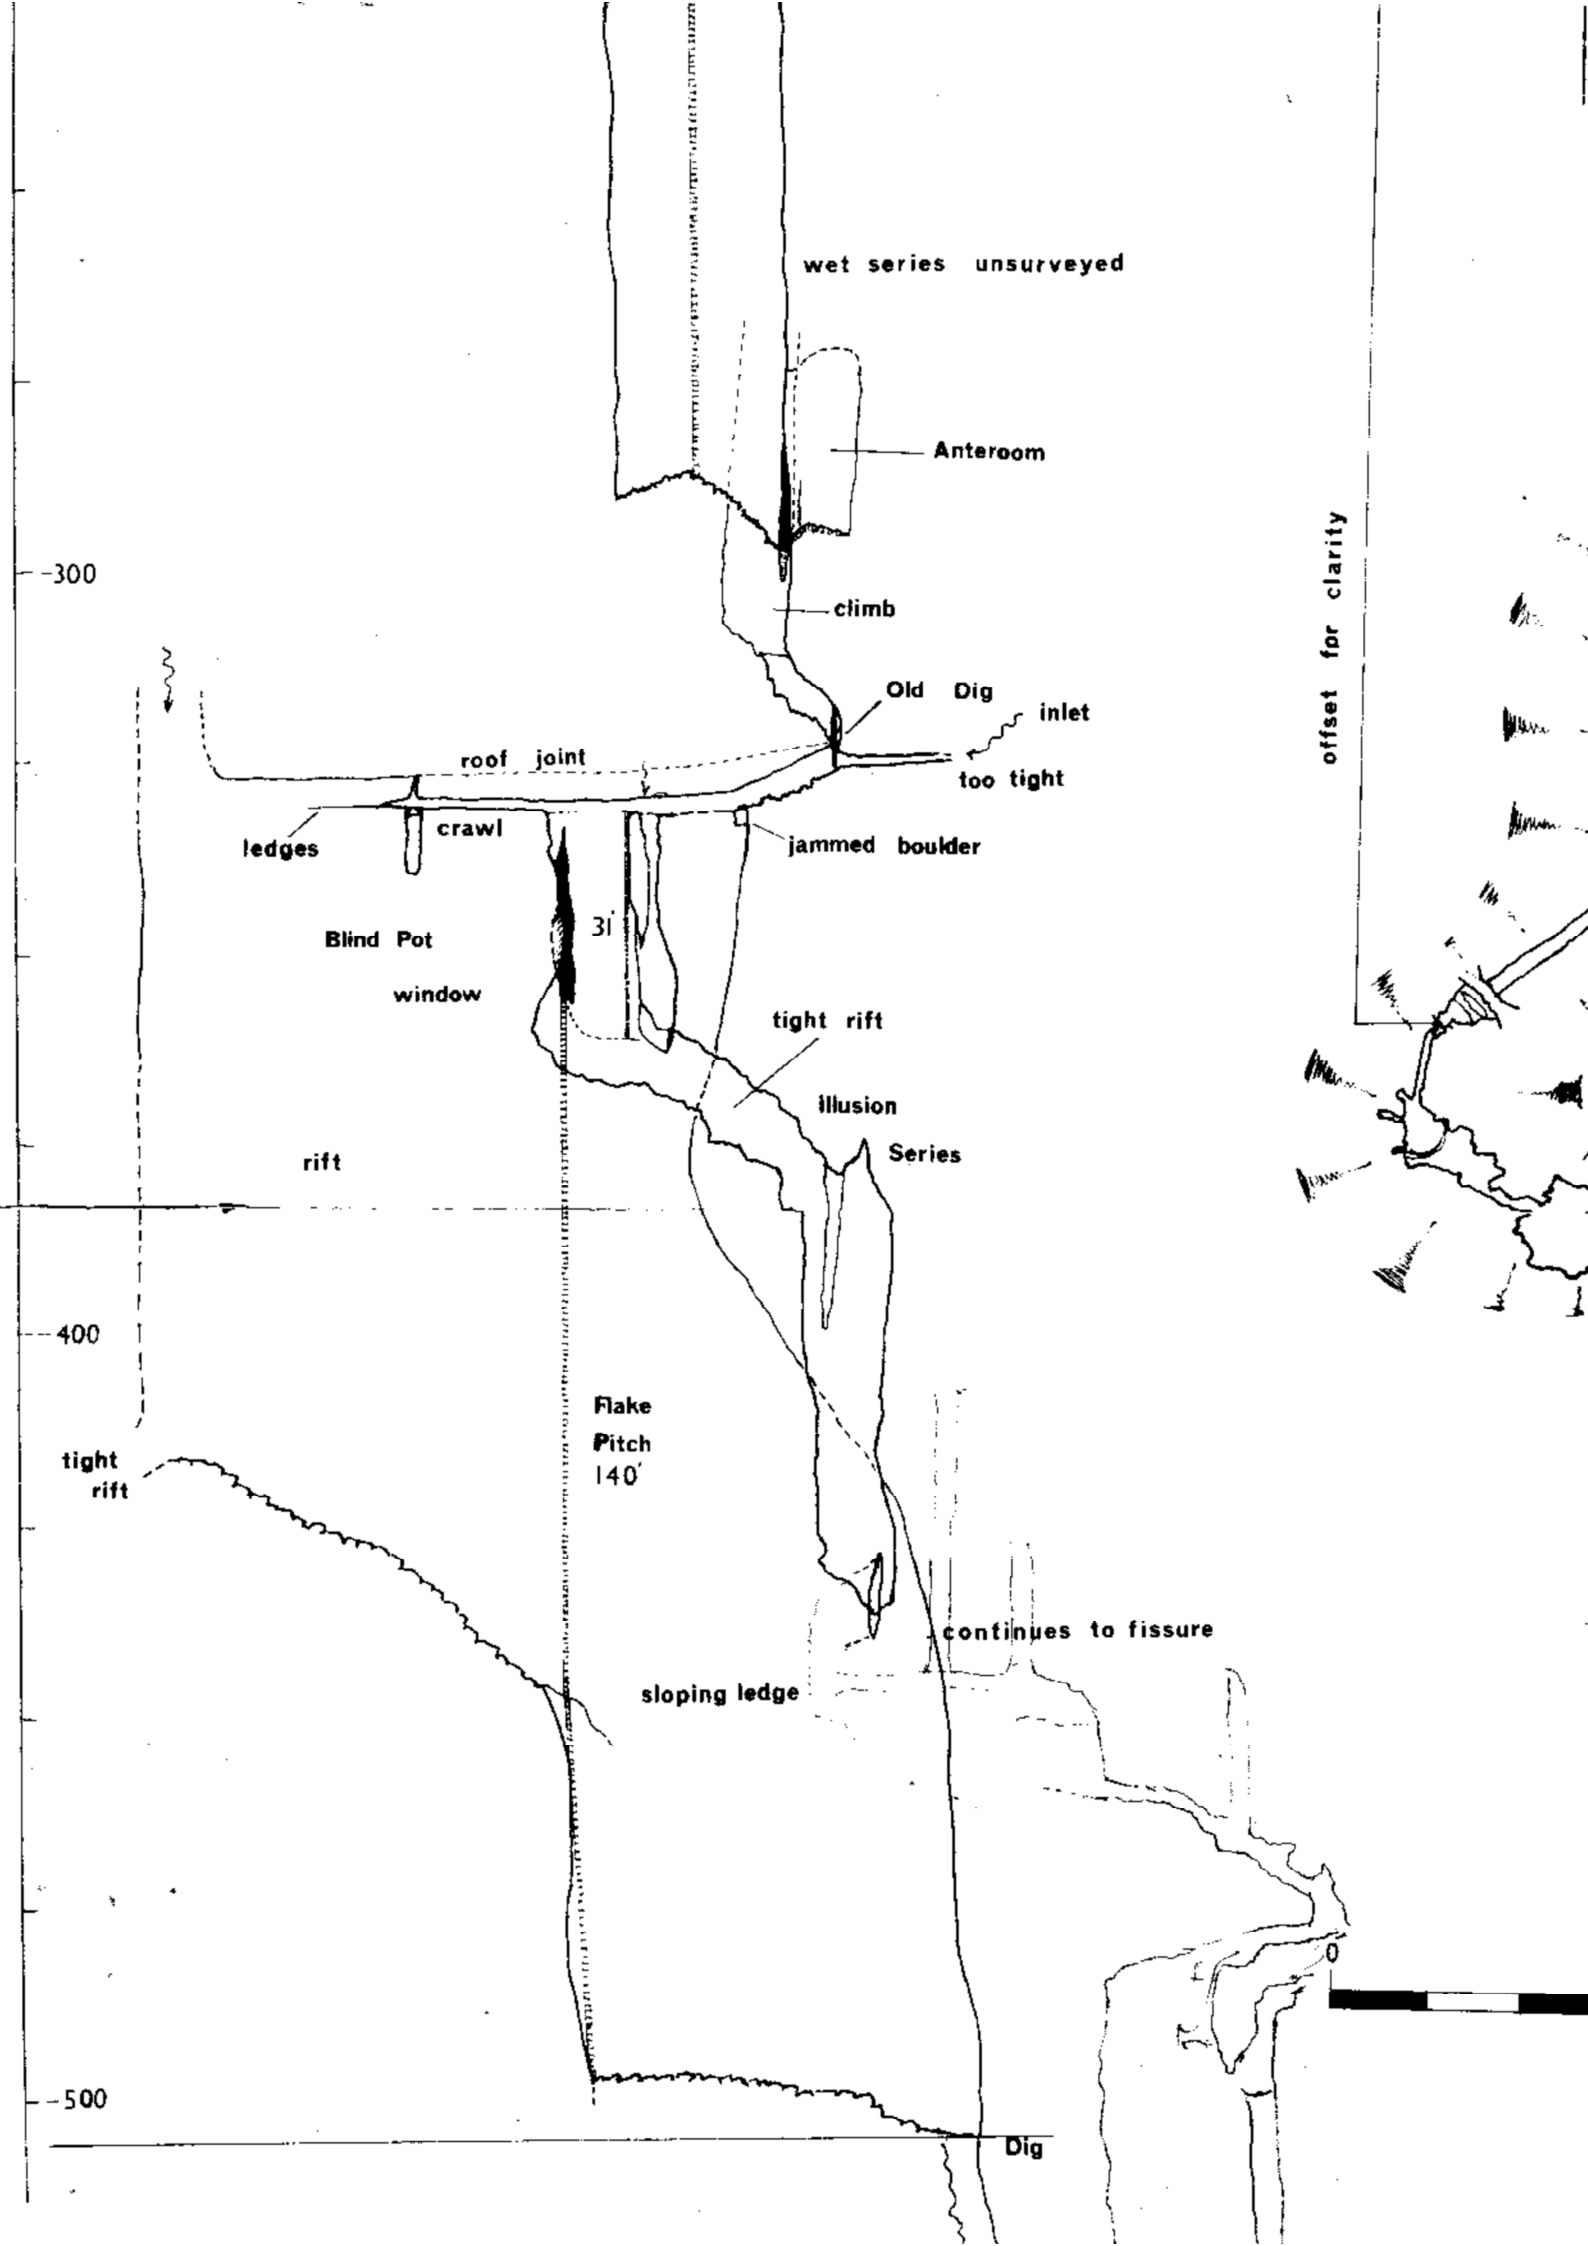 wet series unsurveyed
Anteroom
offset for clarity
-300
climb
Old Dig
inlet
roof joint
too tight
crawl
ledges
jammed boulder
31'
Blind Pot
window
tight rift
Illusion
Series
rift
-400
Flake
Pitch
140'
tight
rift
continues to fissure
sloping ledge
0
-500
Dig